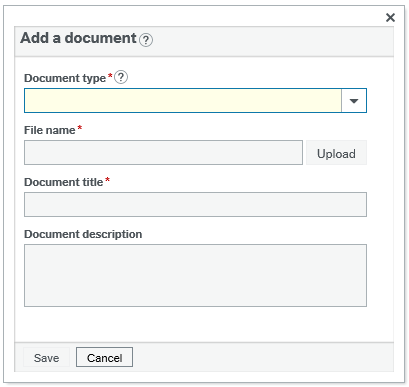 Add a document ?
Document type * ?
File name *
Upload
Document title *
Document description
Save Cancel